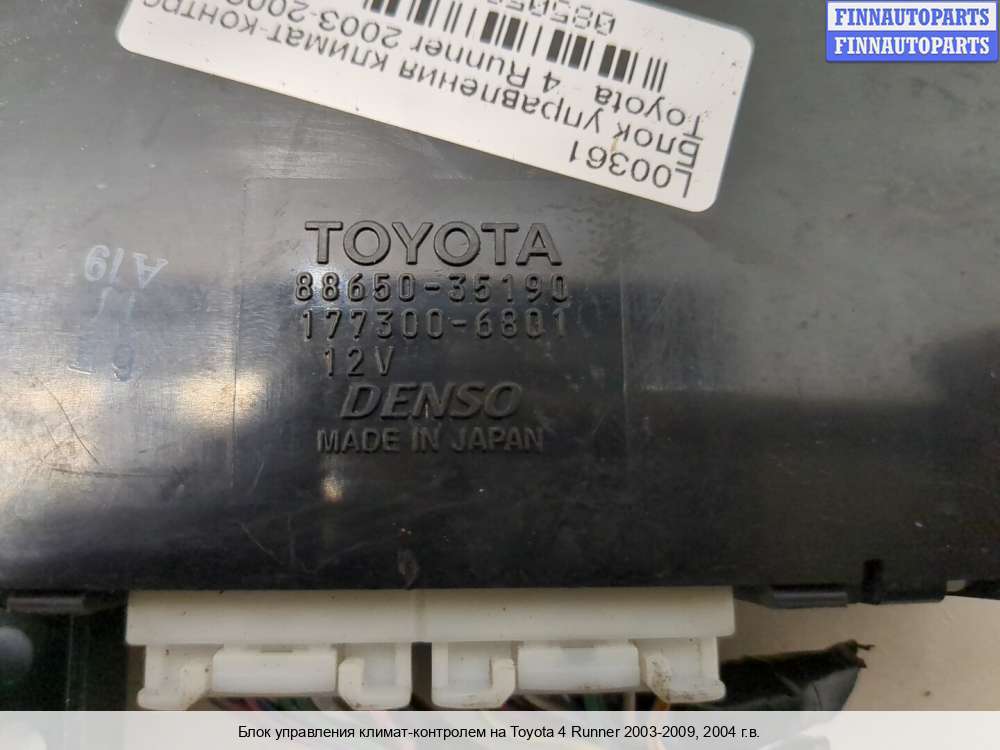 FINNAUTOPARTS
FINNAUTOPARTS
L00361
Блок управления климат-контро
Toyota 4 Runner 2003-200
TOYOTA
88650-35190
177300-6801
12V
DENSO
MADE IN JAPAN
A19
Блок управления климат-контролем на Toyota 4 Runner 2003-2009, 2004 г.в.